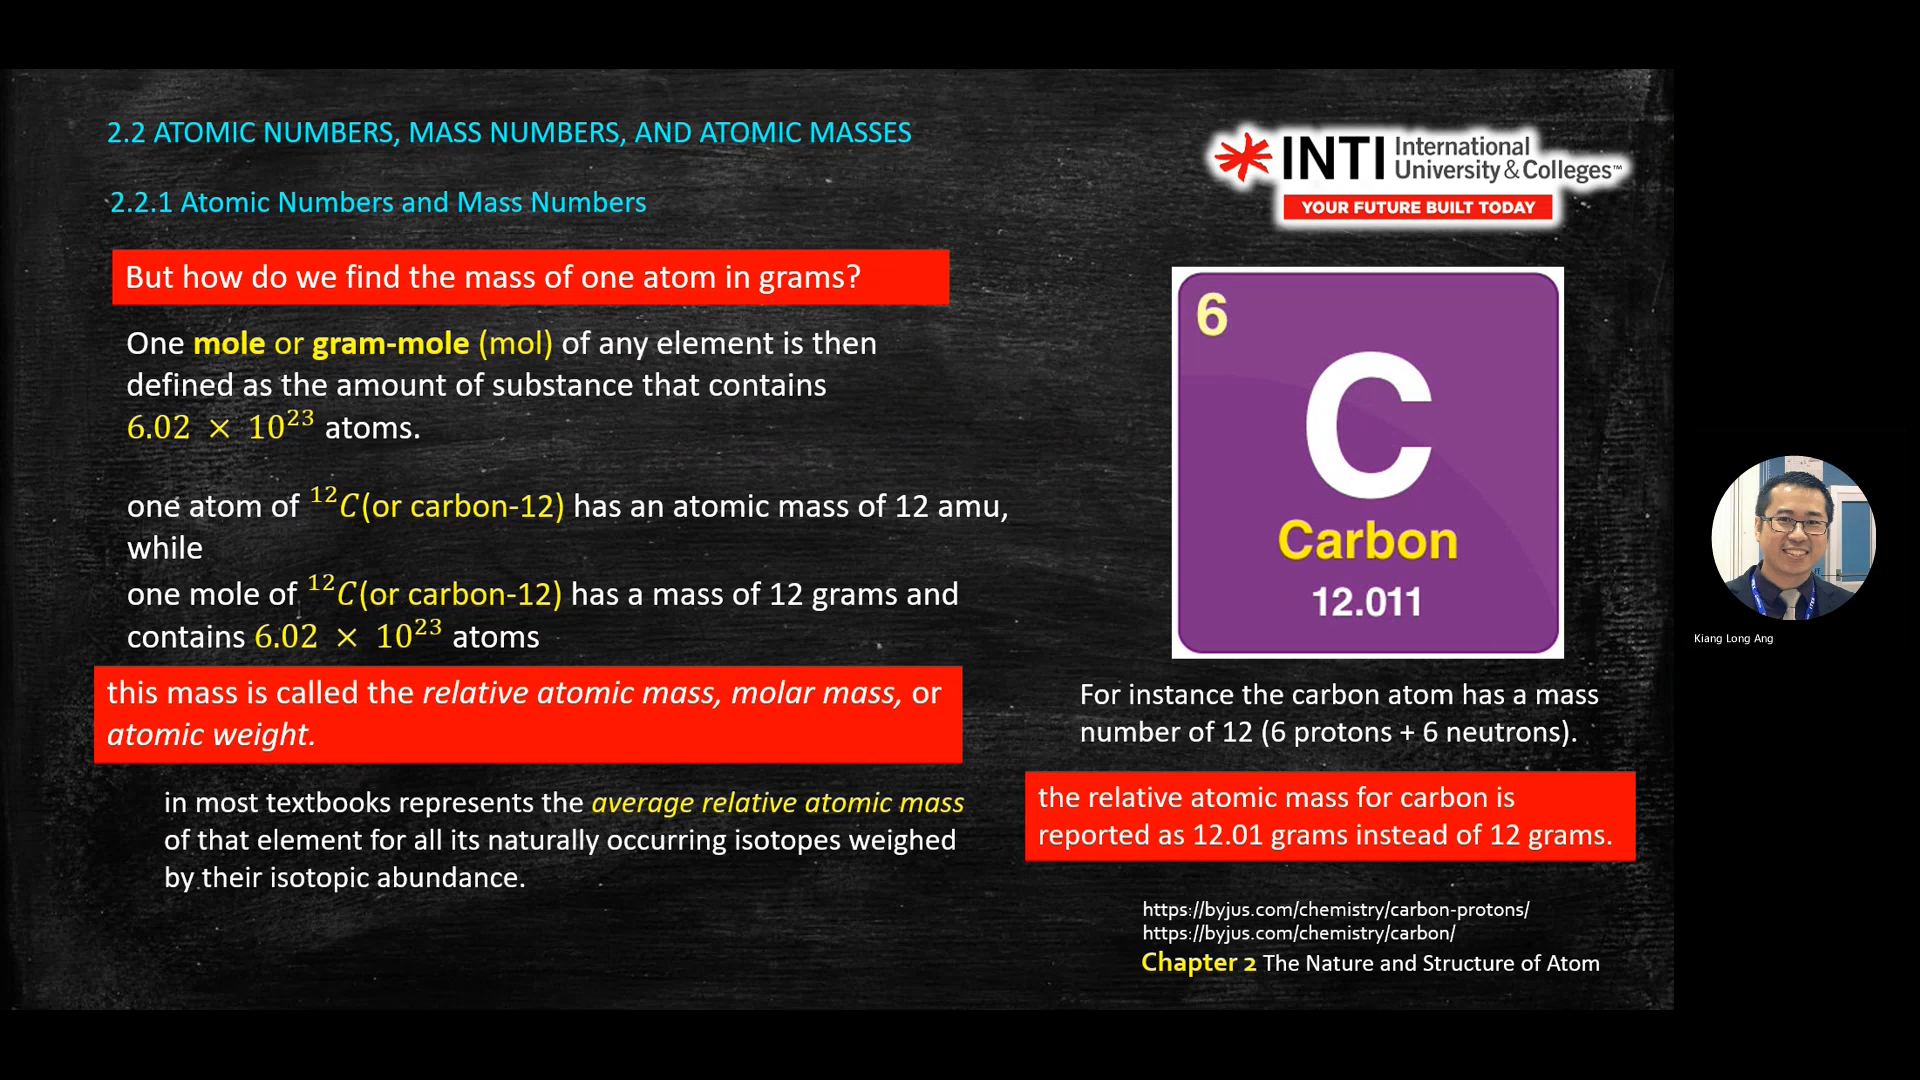 2.2 ATOMIC NUMBERS, MASS NUMBERS, AND ATOMIC MASSES
2.2.1 Atomic Numbers and Mass Numbers
But how do we find the mass of one atom in grams?
One mole or gram-mole (mol) of any element is then
defined as the amount of substance that contains
6.02 × 10²³ atoms.
one atom of ¹²C(or carbon-12) has an atomic mass of 12 amu,
while
one mole of ¹²C(or carbon-12) has a mass of 12 grams and
contains 6.02 × 10²³ atoms
this mass is called the relative atomic mass, molar mass, or
atomic weight.
in most textbooks represents the average relative atomic mass
of that element for all its naturally occurring isotopes weighed
by their isotopic abundance.
INTI International
University & Colleges™
YOUR FUTURE BUILT TODAY
6
C
Carbon
12.011
For instance the carbon atom has a mass
number of 12 (6 protons + 6 neutrons).
the relative atomic mass for carbon is
reported as 12.01 grams instead of 12 grams.
https://byjus.com/chemistry/carbon-protons/
https://byjus.com/chemistry/carbon/
Chapter 2 The Nature and Structure of Atom
Kiang Long Ang